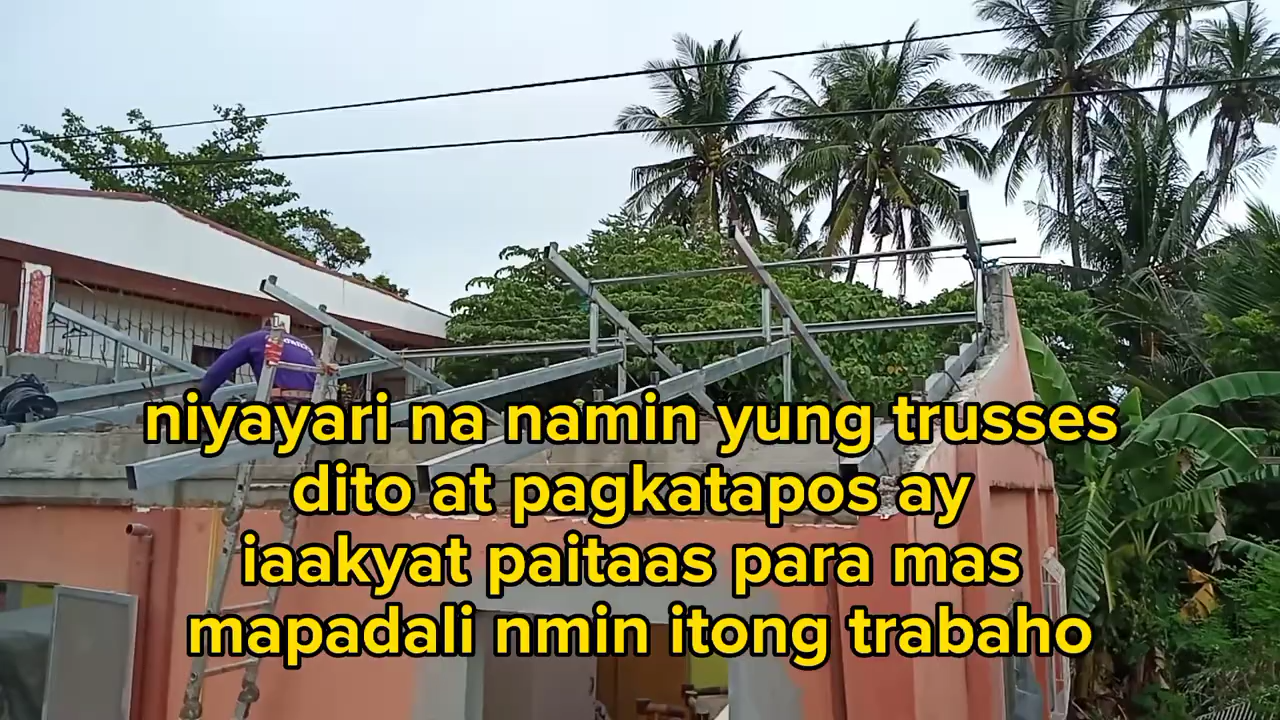 niyayari na namin yung trusses
dito at pagkatapos ay
iaakyat paitaas para mas
mapadali nmin itong trabaho